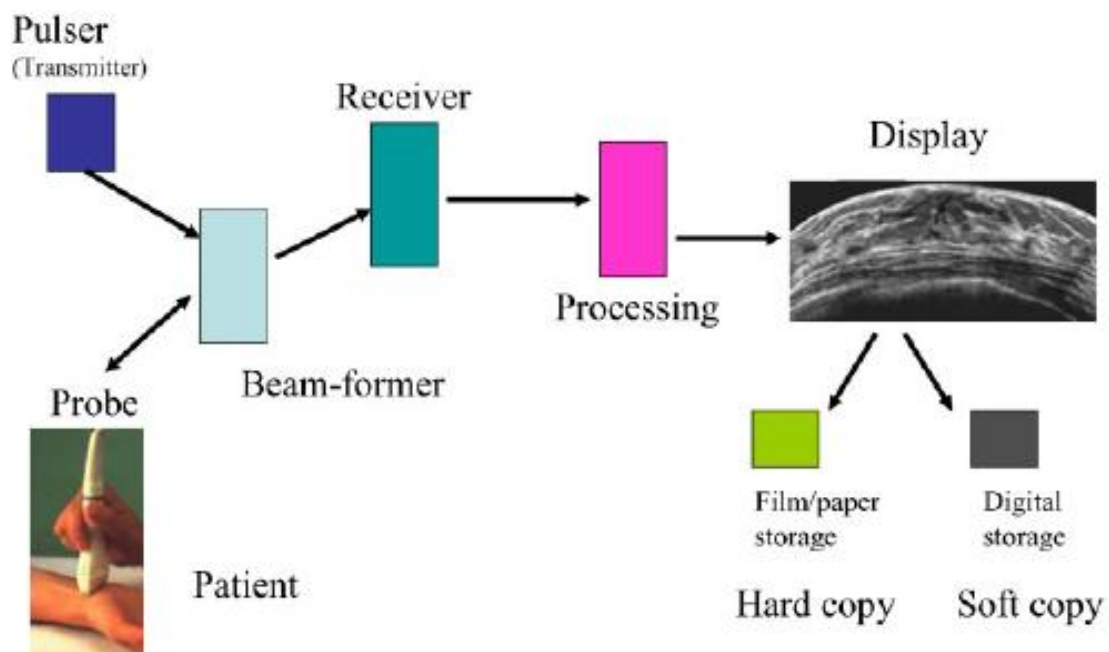 Pulser
(Transmitter)
Receiver
Display
Processing
Beam-former
Probe
Patient
Film/paper
storage
Digital
storage
Hard copy
Soft copy